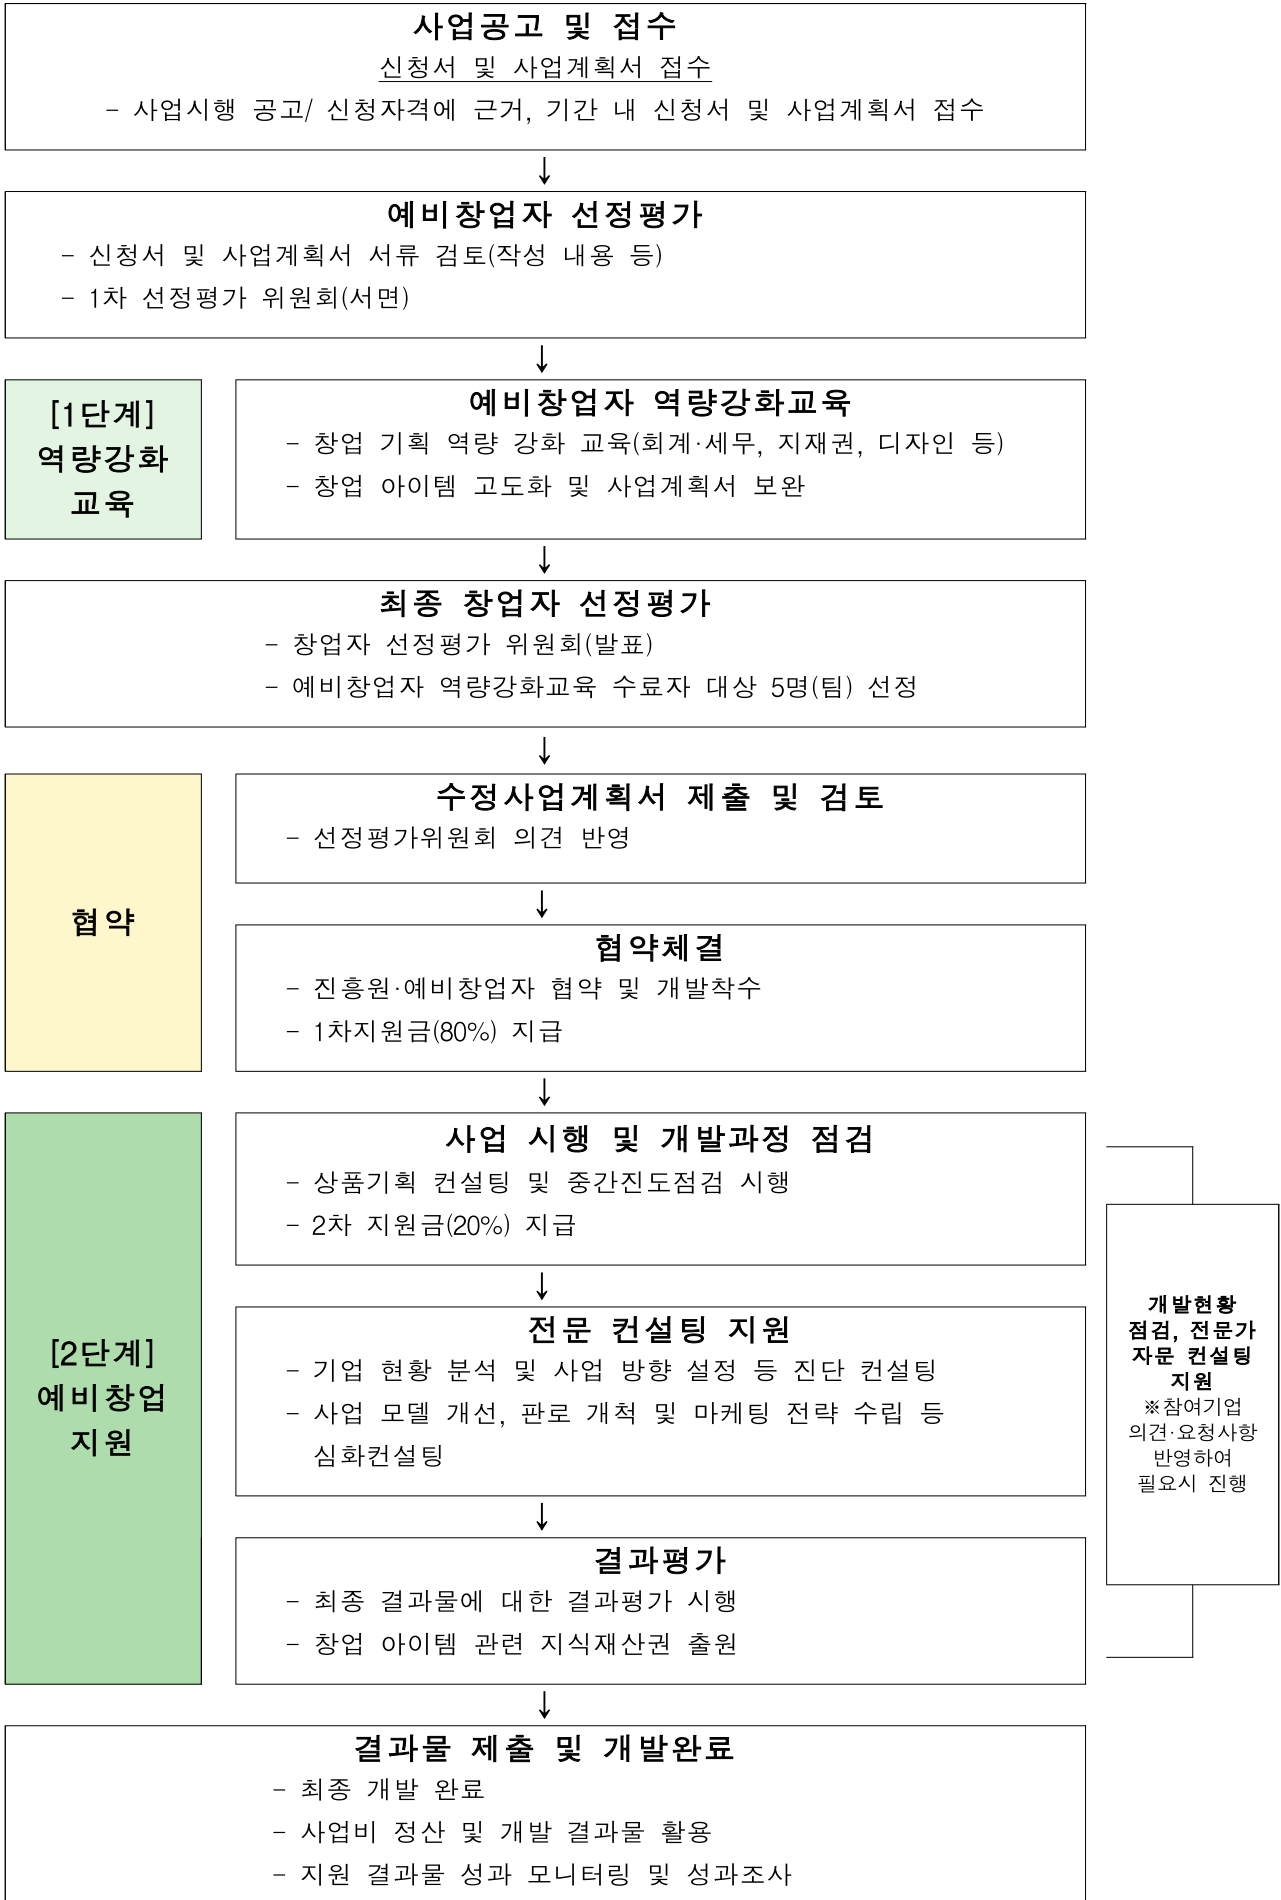 사업공고 및 접수
신청서 및 사업계획서 접수
- 사업시행 공고/ 신청자격에 근거, 기간 내 신청서 및 사업계획서 접수
↓
예비창업자 선정평가
- 신청서 및 사업계획서 서류 검토(작성 내용 등)
- 1차 선정평가 위원회(서면)
↓
[1단계]
역량강화
교육
예비창업자 역량강화교육
- 창업 기획 역량 강화 교육(회계·세무, 지재권, 디자인 등)
- 창업 아이템 고도화 및 사업계획서 보완
↓
최종 창업자 선정평가
- 창업자 선정평가 위원회(발표)
- 예비창업자 역량강화교육 수료자 대상 5명(팀) 선정
↓
협약
수정사업계획서 제출 및 검토
- 선정평가위원회 의견 반영
↓
협약체결
- 진흥원·예비창업자 협약 및 개발착수
- 1차지원금(80%) 지급
↓
[2단계]
예비창업
지원
사업 시행 및 개발과정 점검
- 상품기획 컨설팅 및 중간진도점검 시행
- 2차 지원금(20%) 지급
↓
전문 컨설팅 지원
- 기업 현황 분석 및 사업 방향 설정 등 진단 컨설팅
- 사업 모델 개선, 판로 개척 및 마케팅 전략 수립 등
심화컨설팅
↓
결과평가
- 최종 결과물에 대한 결과평가 시행
- 창업 아이템 관련 지식재산권 출원
개발현황
점검, 전문가
자문 컨설팅
지원
※참여기업
의견·요청사항
반영하여
필요시 진행
↓
결과물 제출 및 개발완료
- 최종 개발 완료
- 사업비 정산 및 개발 결과물 활용
- 지원 결과물 성과 모니터링 및 성과조사